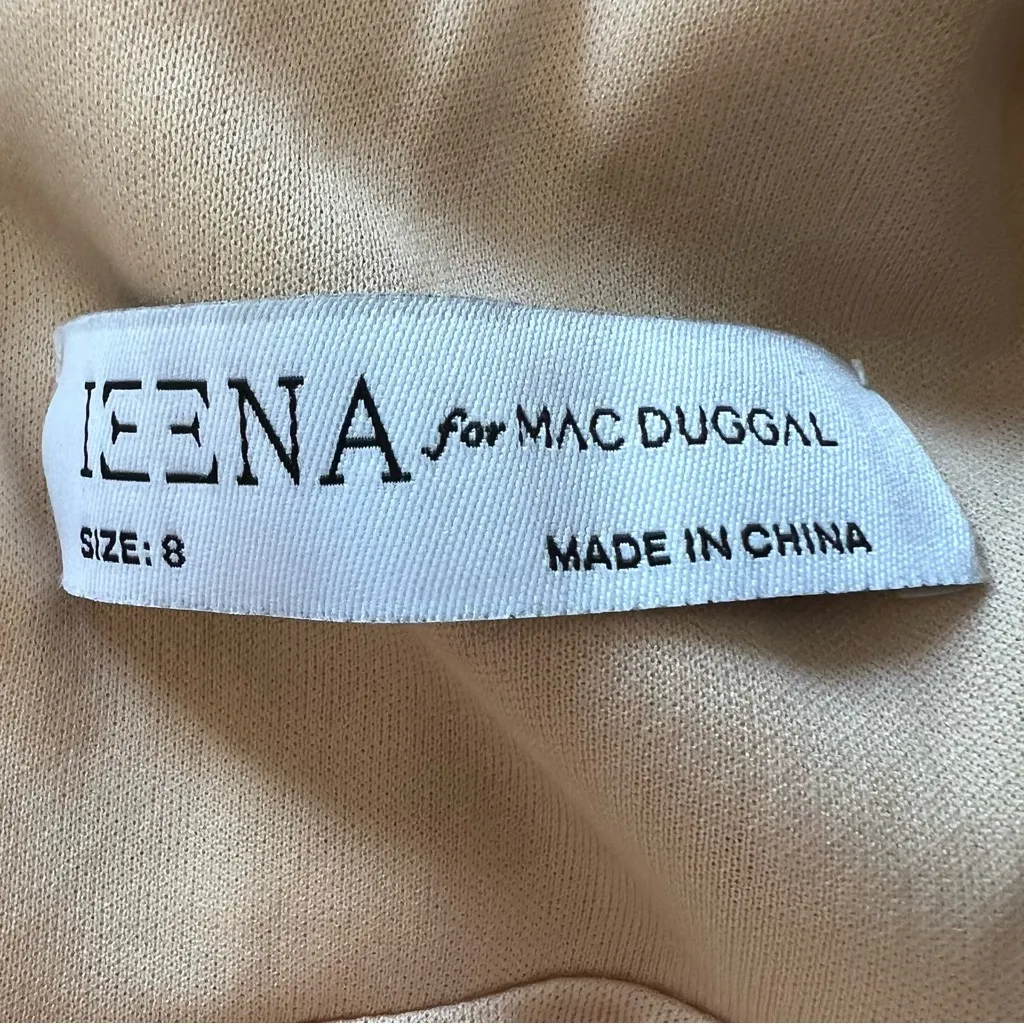 IEENA for MAC DUGGAL
SIZE: 8 MADE IN CHINA